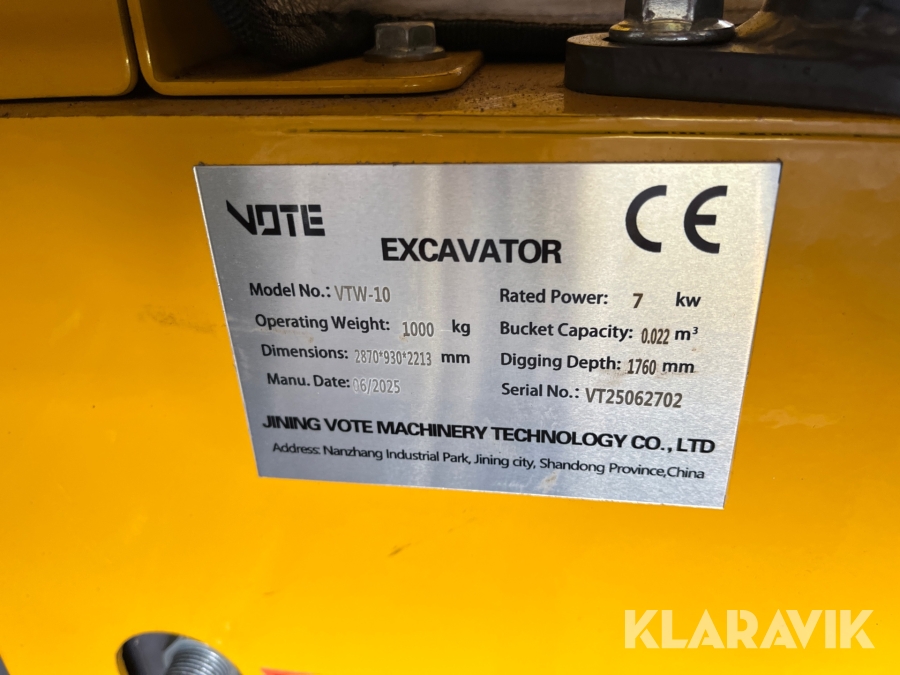 VOTE
CE
EXCAVATOR
Model No.: VTW-10
Operating Weight: 1000 kg
Dimensions: 2870*930*2213 mm
Manu. Date: 06/2025
Rated Power: 7 kw
Bucket Capacity: 0.022 m³
Digging Depth: 1760 mm
Serial No.: VT25062702
JINING VOTE MACHINERY TECHNOLOGY CO., LTD
Address: Nanzhang Industrial Park, Jining city, Shandong Province,China
KLARAVIK